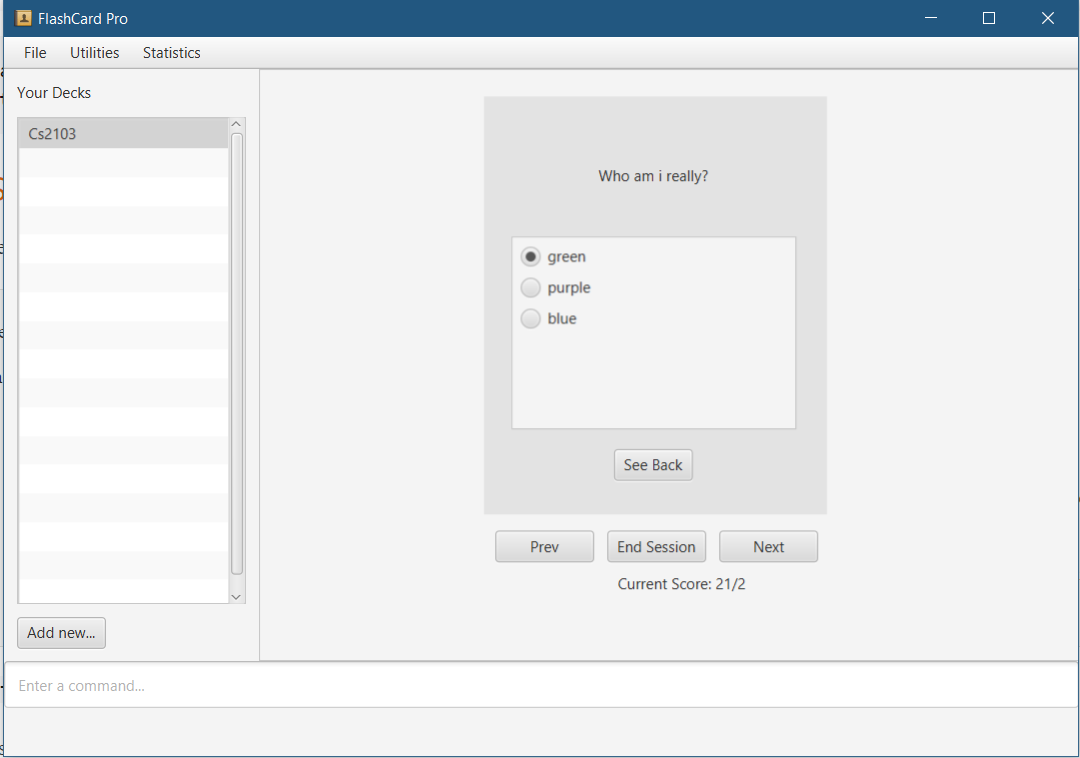 FlashCard Pro
File Utilities Statistics
Your Decks
Cs2103
Who am i really?
green
purple
blue
See Back
Prev End Session Next
Current Score: 21/2
Add new...
Enter a command...